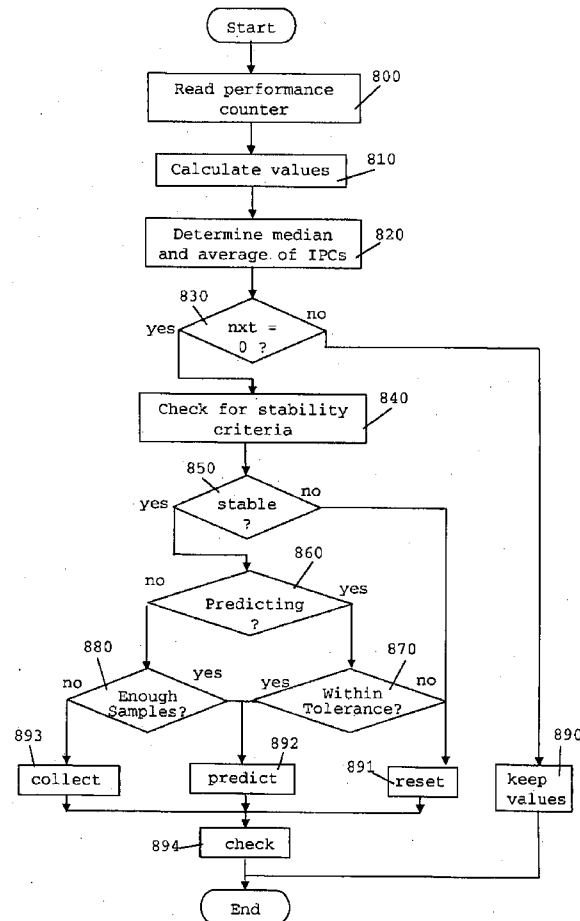 Start
800
Read performance
counter
810
Calculate values
820
Determine median
and average of IPCs
830
yes
no
nxt =
0 ?
840
Check for stability
criteria
850
yes
no
stable
?
860
no
yes
Predicting
?
880
870
no
yes
yes
no
Enough
Samples?
Within
Tolerance?
893
892
891
890
collect
predict
reset
keep
values
894
check
End